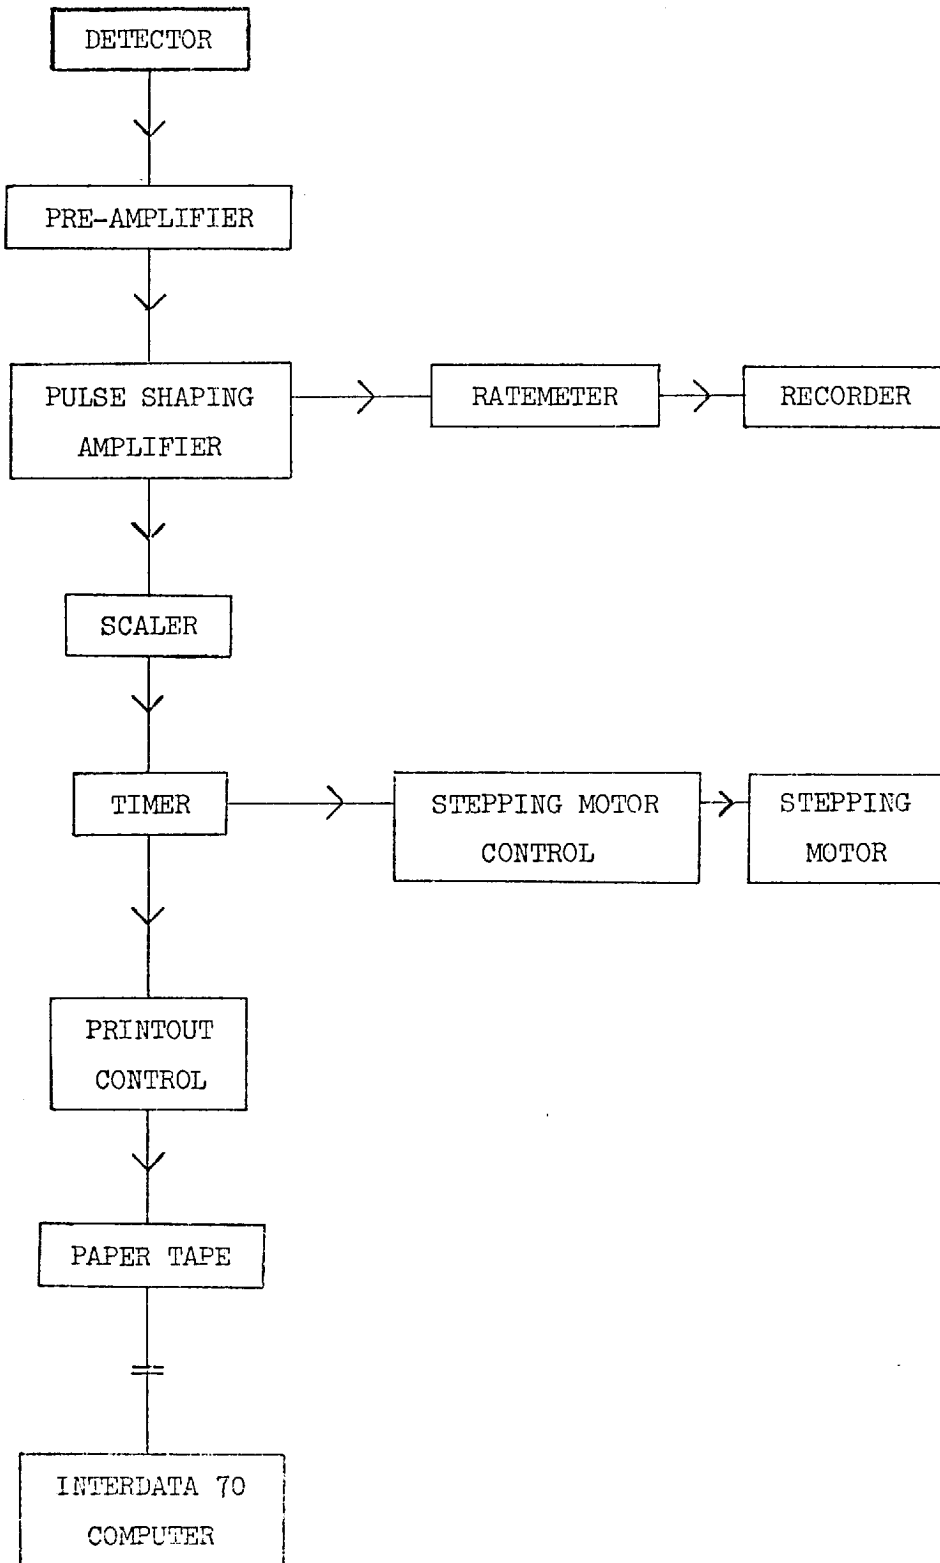 DETECTOR
PRE-AMPLIFIER
PULSE SHAPING
AMPLIFIER
RATEMETER
RECORDER
SCALER
TIMER
STEPPING MOTOR
CONTROL
STEPPING
MOTOR
PRINTOUT
CONTROL
PAPER TAPE
INTERDATA 70
COMPUTER